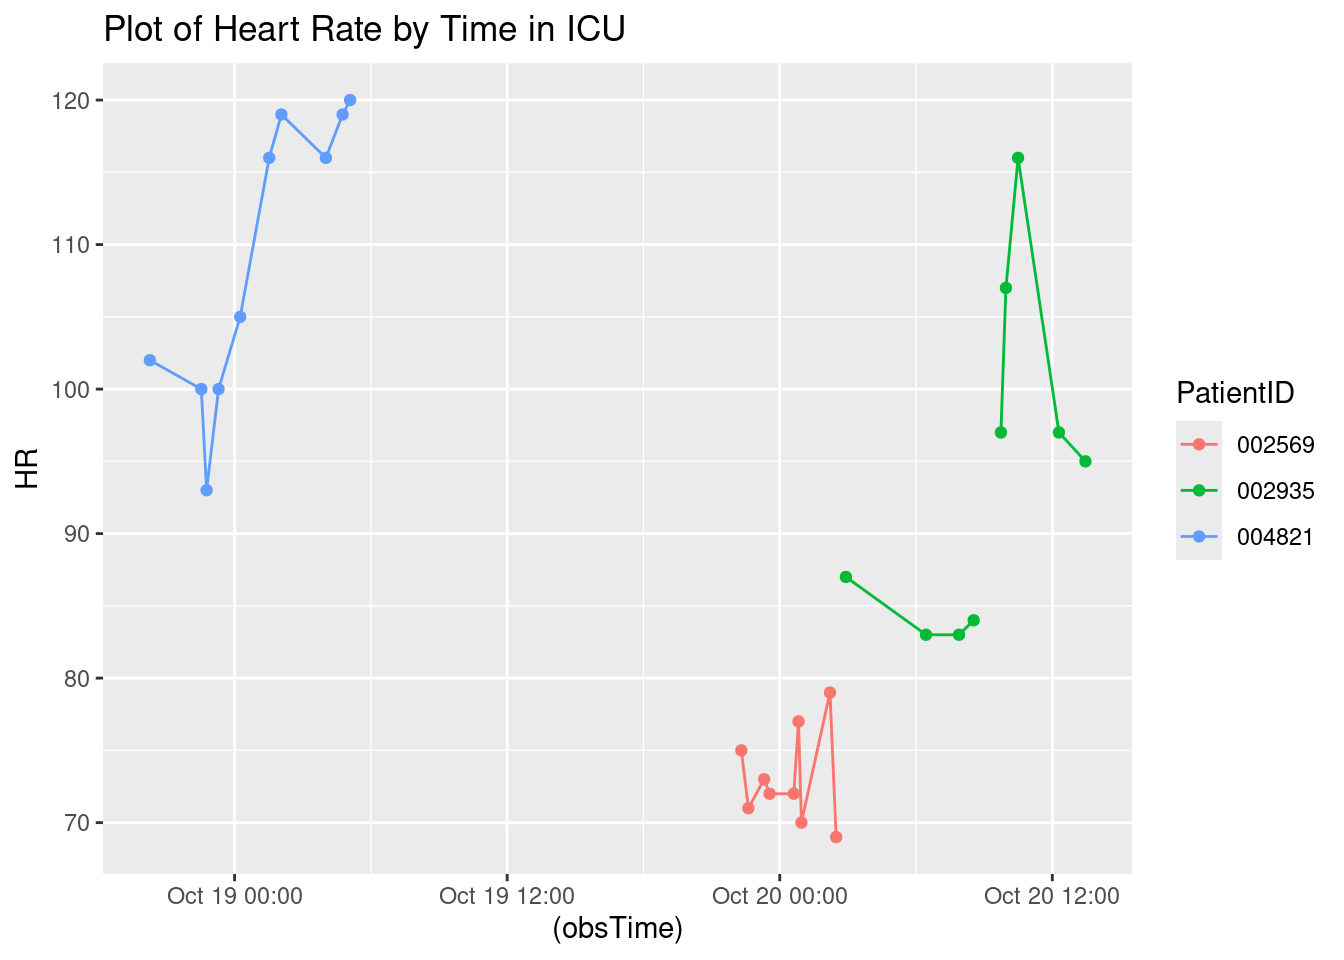 Plot of Heart Rate by Time in ICU
120
110
100
90
80
70
HR
Oct 19 00:00
Oct 19 12:00
Oct 20 00:00
Oct 20 12:00
(obsTime)
PatientID
002569
002935
004821